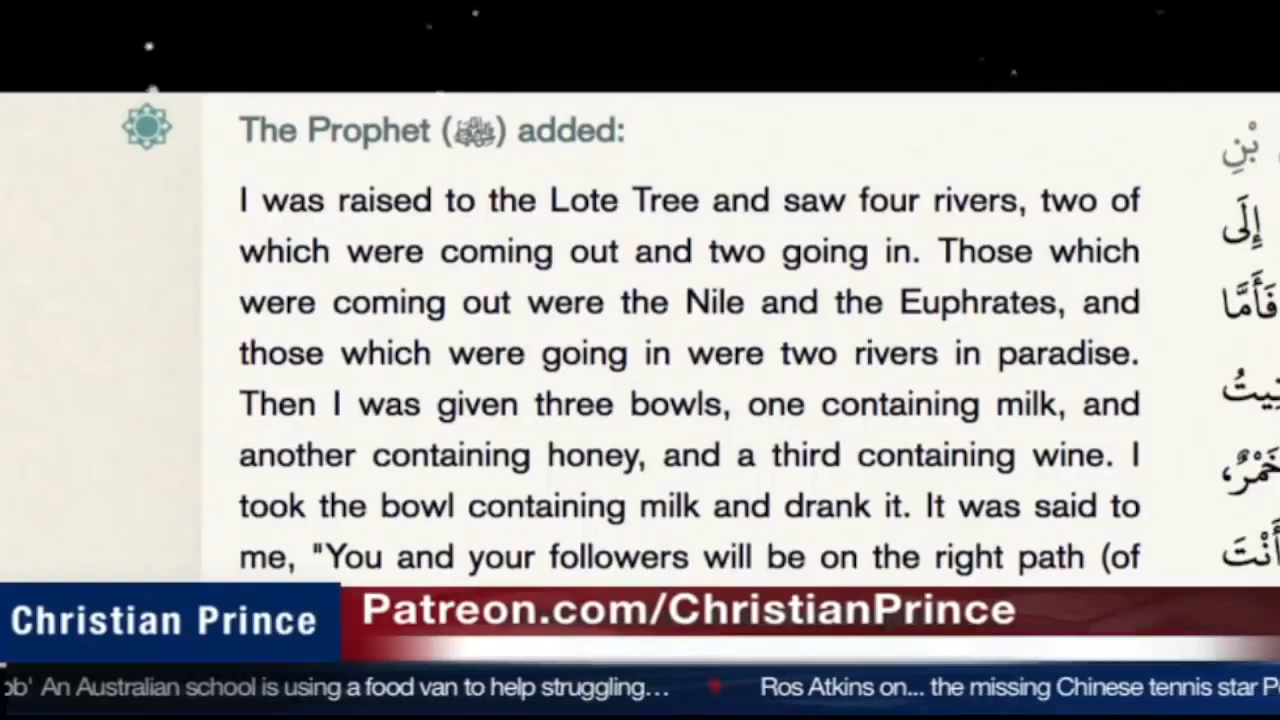 The Prophet (ﷺ) added:
I was raised to the Lote Tree and saw four rivers, two of
which were coming out and two going in. Those which
were coming out were the Nile and the Euphrates, and
those which were going in were two rivers in paradise.
Then I was given three bowls, one containing milk, and
another containing honey, and a third containing wine. I
took the bowl containing milk and drank it. It was said to
me, "You and your followers will be on the right path (of
بْنِ
إِلَى
فَأَمَّا
خَمْرٌ،
أَنْتَ
Christian Prince
Patreon.com/ChristianPrince
An Australian school is using a food van to help struggling... Ros Atkins on... the missing Chinese tennis star